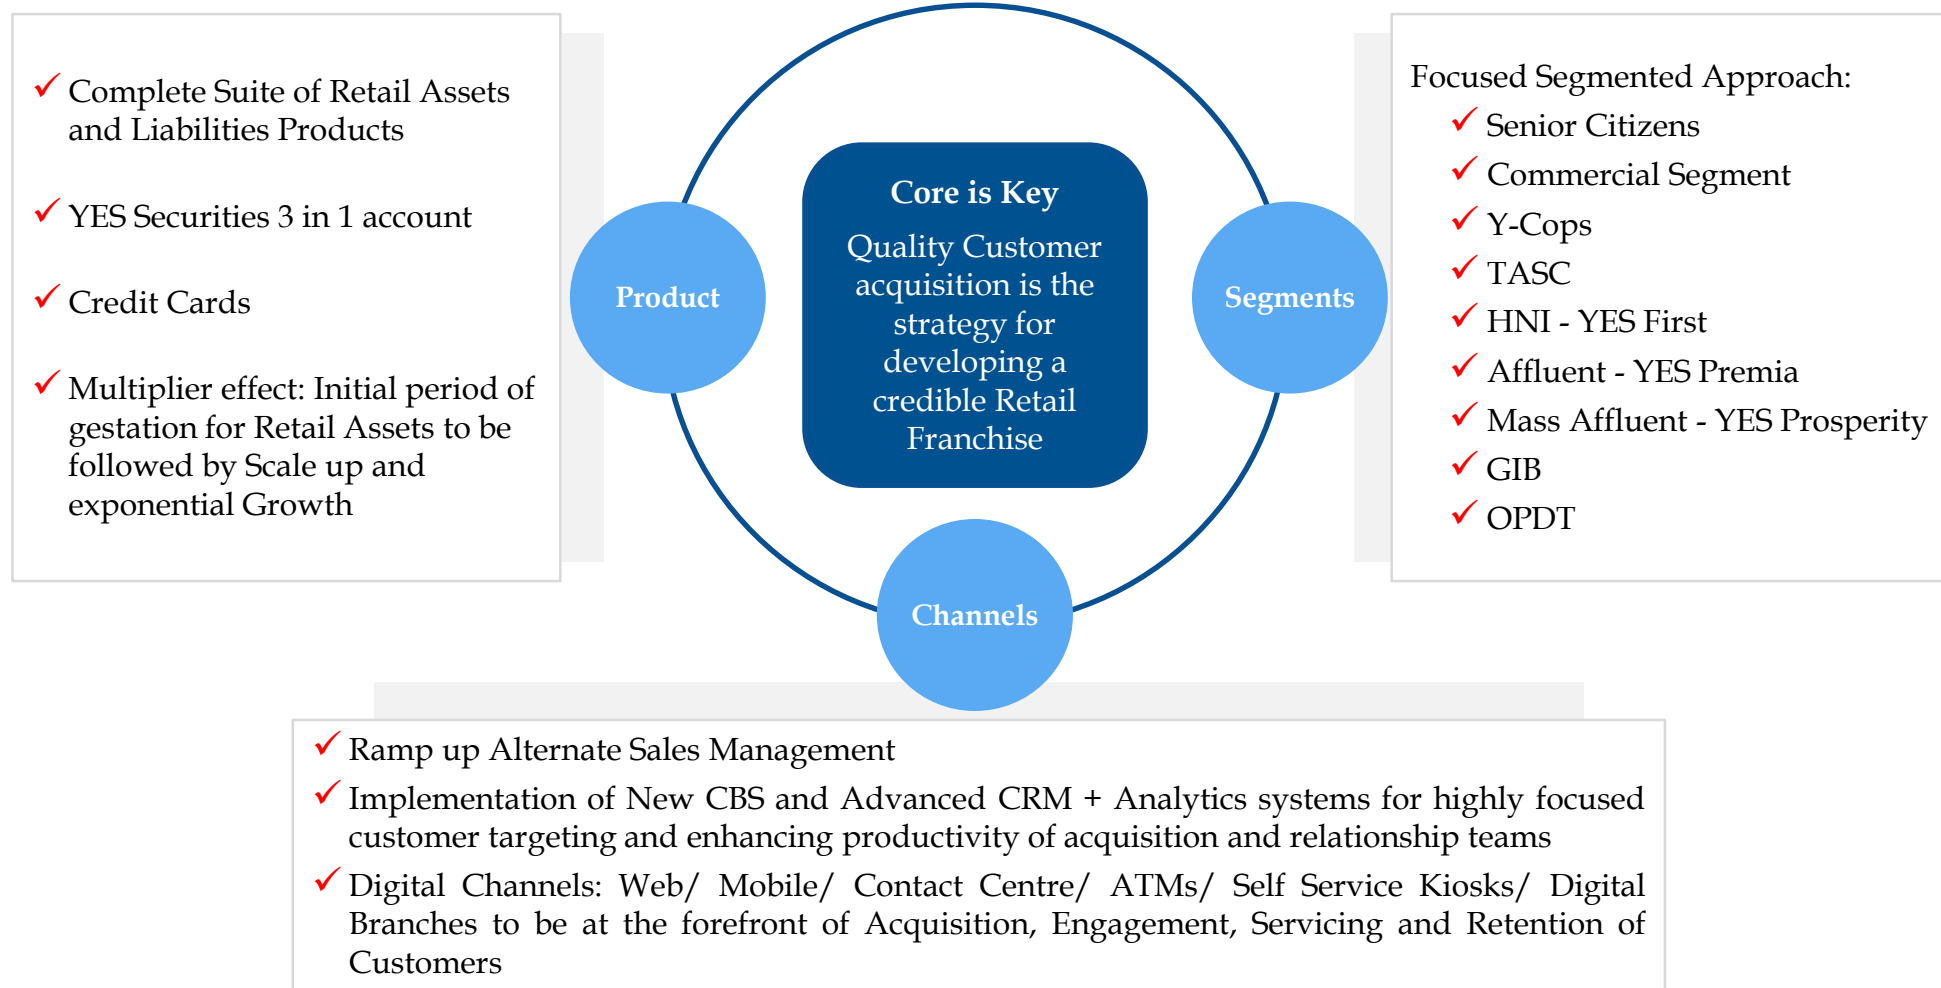 Complete Suite of Retail Assets
and Liabilities Products
YES Securities 3 in 1 account
Credit Cards
Multiplier effect: Initial period of
gestation for Retail Assets to be
followed by Scale up and
exponential Growth
Product
Core is Key
Quality Customer
acquisition is the
strategy for
developing a
credible Retail
Franchise
Segments
Focused Segmented Approach:
Senior Citizens
Commercial Segment
Y-Cops
TASC
HNI - YES First
Affluent - YES Premia
Mass Affluent - YES Prosperity
GIB
OPDT
Channels
Ramp up Alternate Sales Management
Implementation of New CBS and Advanced CRM + Analytics systems for highly focused
customer targeting and enhancing productivity of acquisition and relationship teams
Digital Channels: Web/ Mobile/ Contact Centre/ ATMs/ Self Service Kiosks/ Digital
Branches to be at the forefront of Acquisition, Engagement, Servicing and Retention of
Customers